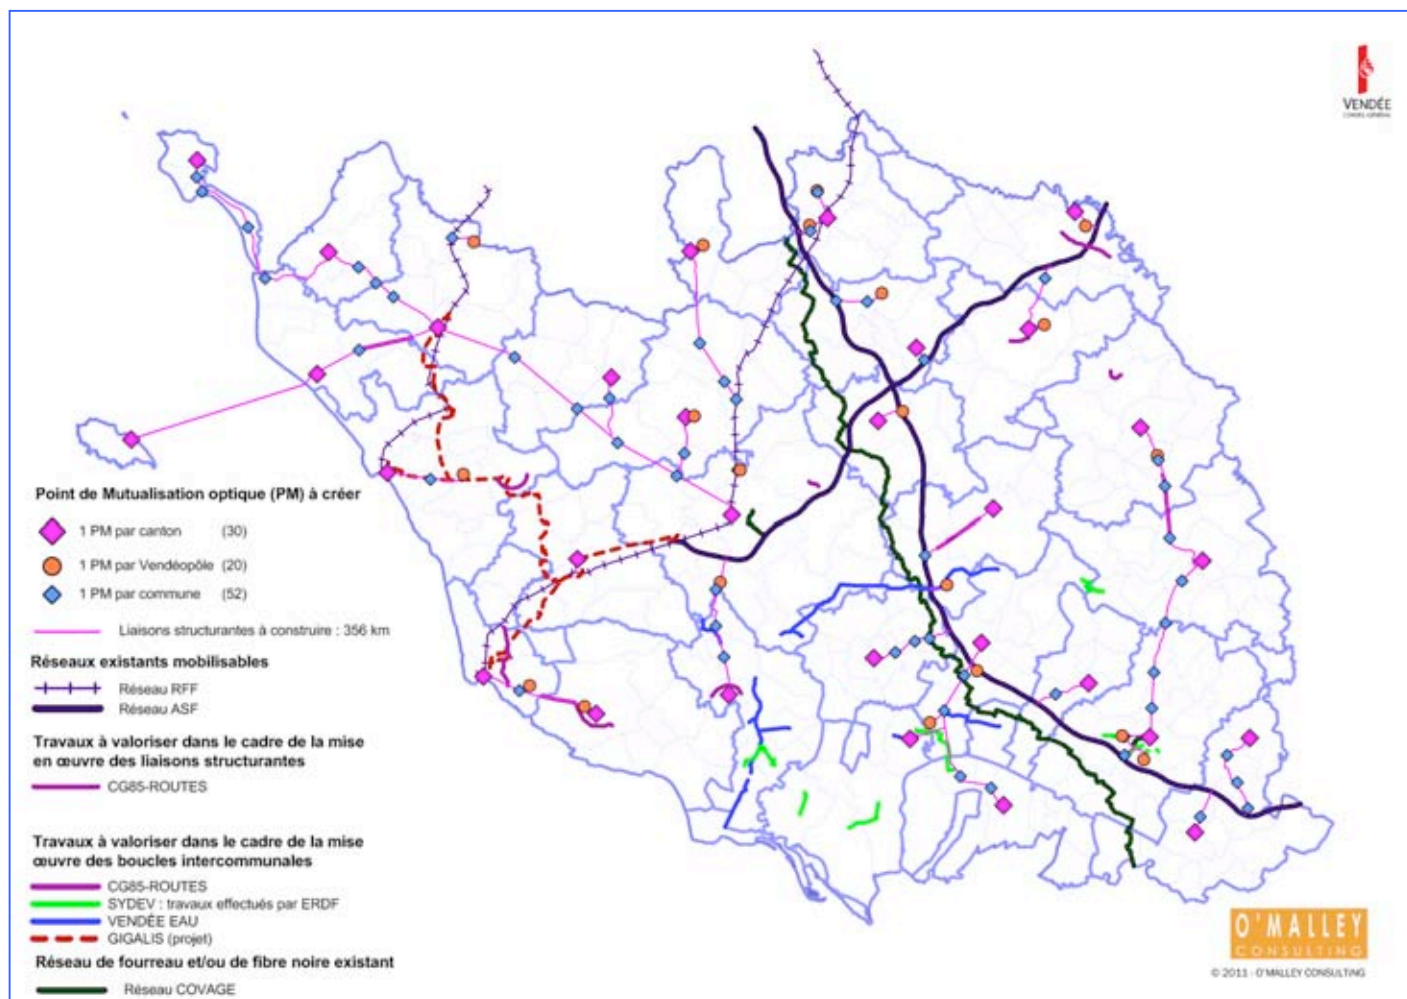 VENDÉE
CONSEIL GÉNÉRAL
Point de Mutualisation optique (PM) à créer
1 PM par canton (30)
1 PM par Vendéopôle (20)
1 PM par commune (52)
Liaisons structurantes à construire : 356 km
Réseaux existants mobilisables
Réseau RFF
Réseau ASF
Travaux à valoriser dans le cadre de la mise
en œuvre des liaisons structurantes
CG85-ROUTES
Travaux à valoriser dans le cadre de la mise
œuvre des boucles intercommunales
CG85-ROUTES
SYDEV : travaux effectués par ERDF
VENDÉE EAU
GIGALIS (projet)
Réseau de fourreau et/ou de fibre noire existant
Réseau COVAGE
O'MALLEY
CONSULTING
© 2011 - O'MALLEY CONSULTING